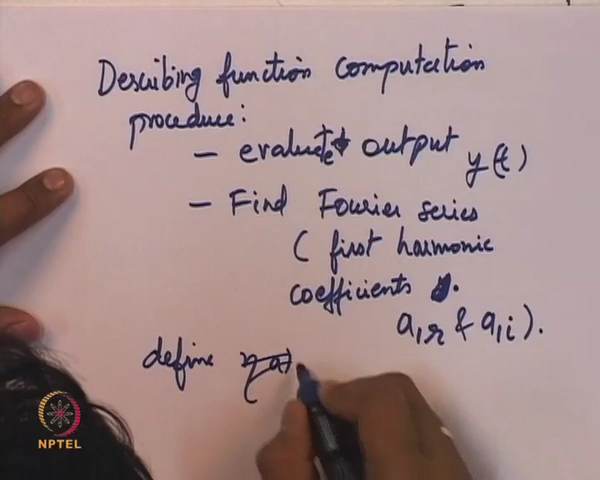 Describing function computation
procedure:
– evaluate output y(t)
– Find Fourier series
( first harmonic
coefficients
a1r & a1i).
define
NPTEL